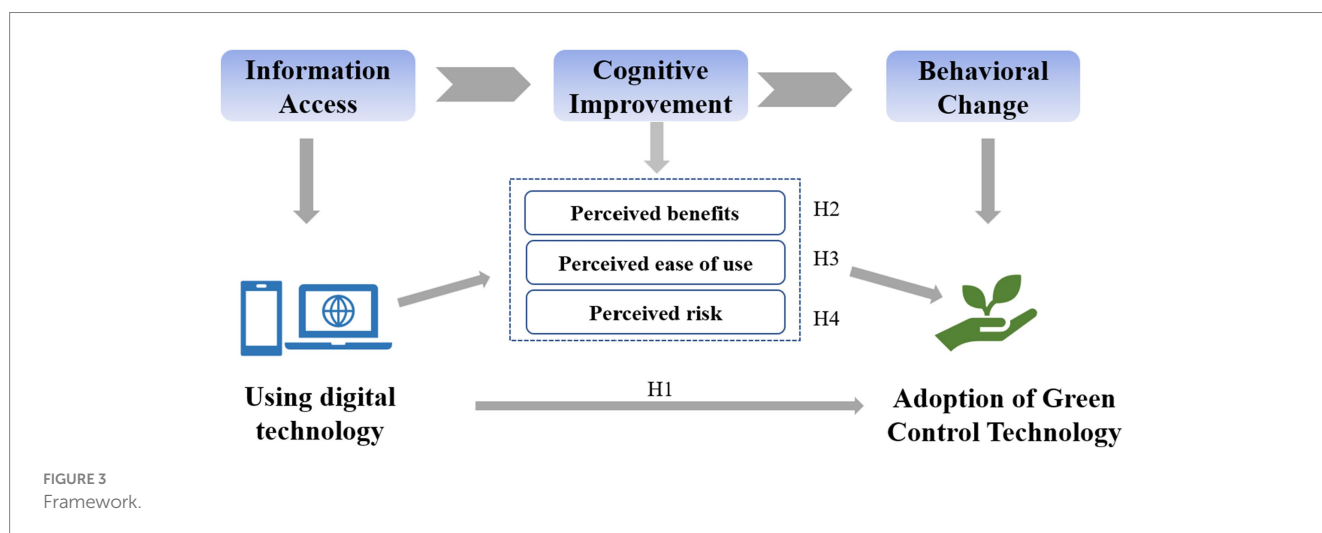 Information
Access
Cognitive
Improvement
Behavioral
Change
Perceived benefits
H2
Perceived ease of use
H3
Perceived risk
H4
Using digital
technology
H1
Adoption of Green
Control Technology
FIGURE 3
Framework.